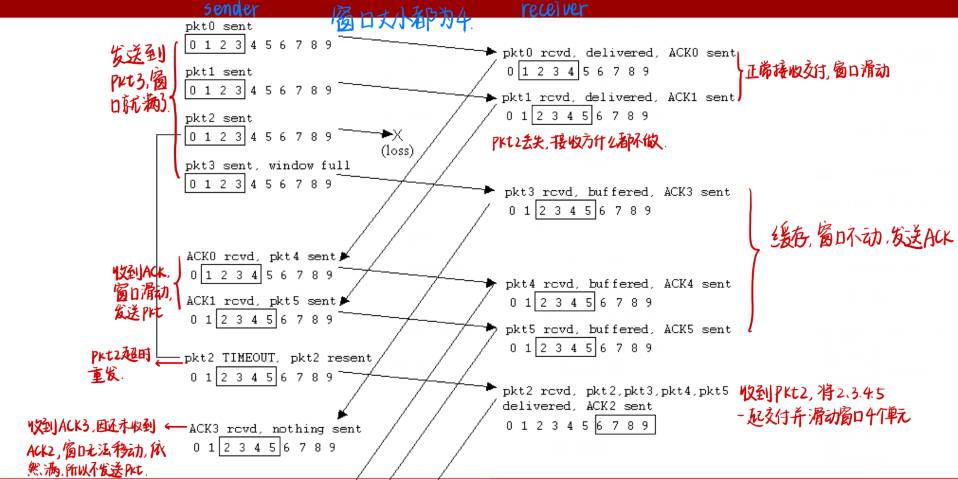 sender
receiver
窗口大小都为4.
pkt0 sent
0 1 2 3 4 5 6 7 8 9
发送到
pkt3,窗
口就满了.
pkt1 sent
0 1 2 3 4 5 6 7 8 9
pkt2 sent
0 1 2 3 4 5 6 7 8 9
X
(loss)
pkt3 sent, window full
0 1 2 3 4 5 6 7 8 9
ACK0 rcvd, pkt4 sent
0 1 2 3 4 5 6 7 8 9
收到ACK,
窗口滑动,
发送pkt
ACK1 rcvd, pkt5 sent
0 1 2 3 4 5 6 7 8 9
pkt2超时
重发.
pkt2 TIMEOUT, pkt2 resent
0 1 2 3 4 5 6 7 8 9
收到ACK3,因还未收到
ACK2,窗口无法移动,依
然满.所以不发送pkt.
ACK3 rcvd, nothing sent
0 1 2 3 4 5 6 7 8 9
pkt0 rcvd, delivered, ACK0 sent
0 1 2 3 4 5 6 7 8 9
正常接收交付,窗口滑动
pkt1 rcvd, delivered, ACK1 sent
0 1 2 3 4 5 6 7 8 9
pkt2丢失,接收方什么都不做.
pkt3 rcvd, buffered, ACK3 sent
0 1 2 3 4 5 6 7 8 9
缓存,窗口不动,发送ACK
pkt4 rcvd, buffered, ACK4 sent
0 1 2 3 4 5 6 7 8 9
pkt5 rcvd, buffered, ACK5 sent
0 1 2 3 4 5 6 7 8 9
pkt2 rcvd, pkt2,pkt3,pkt4,pkt5
delivered, ACK2 sent
0 1 2 3 4 5 6 7 8 9
收到pkt2,将2.3.4.5
一起交付并滑动窗口4个单元